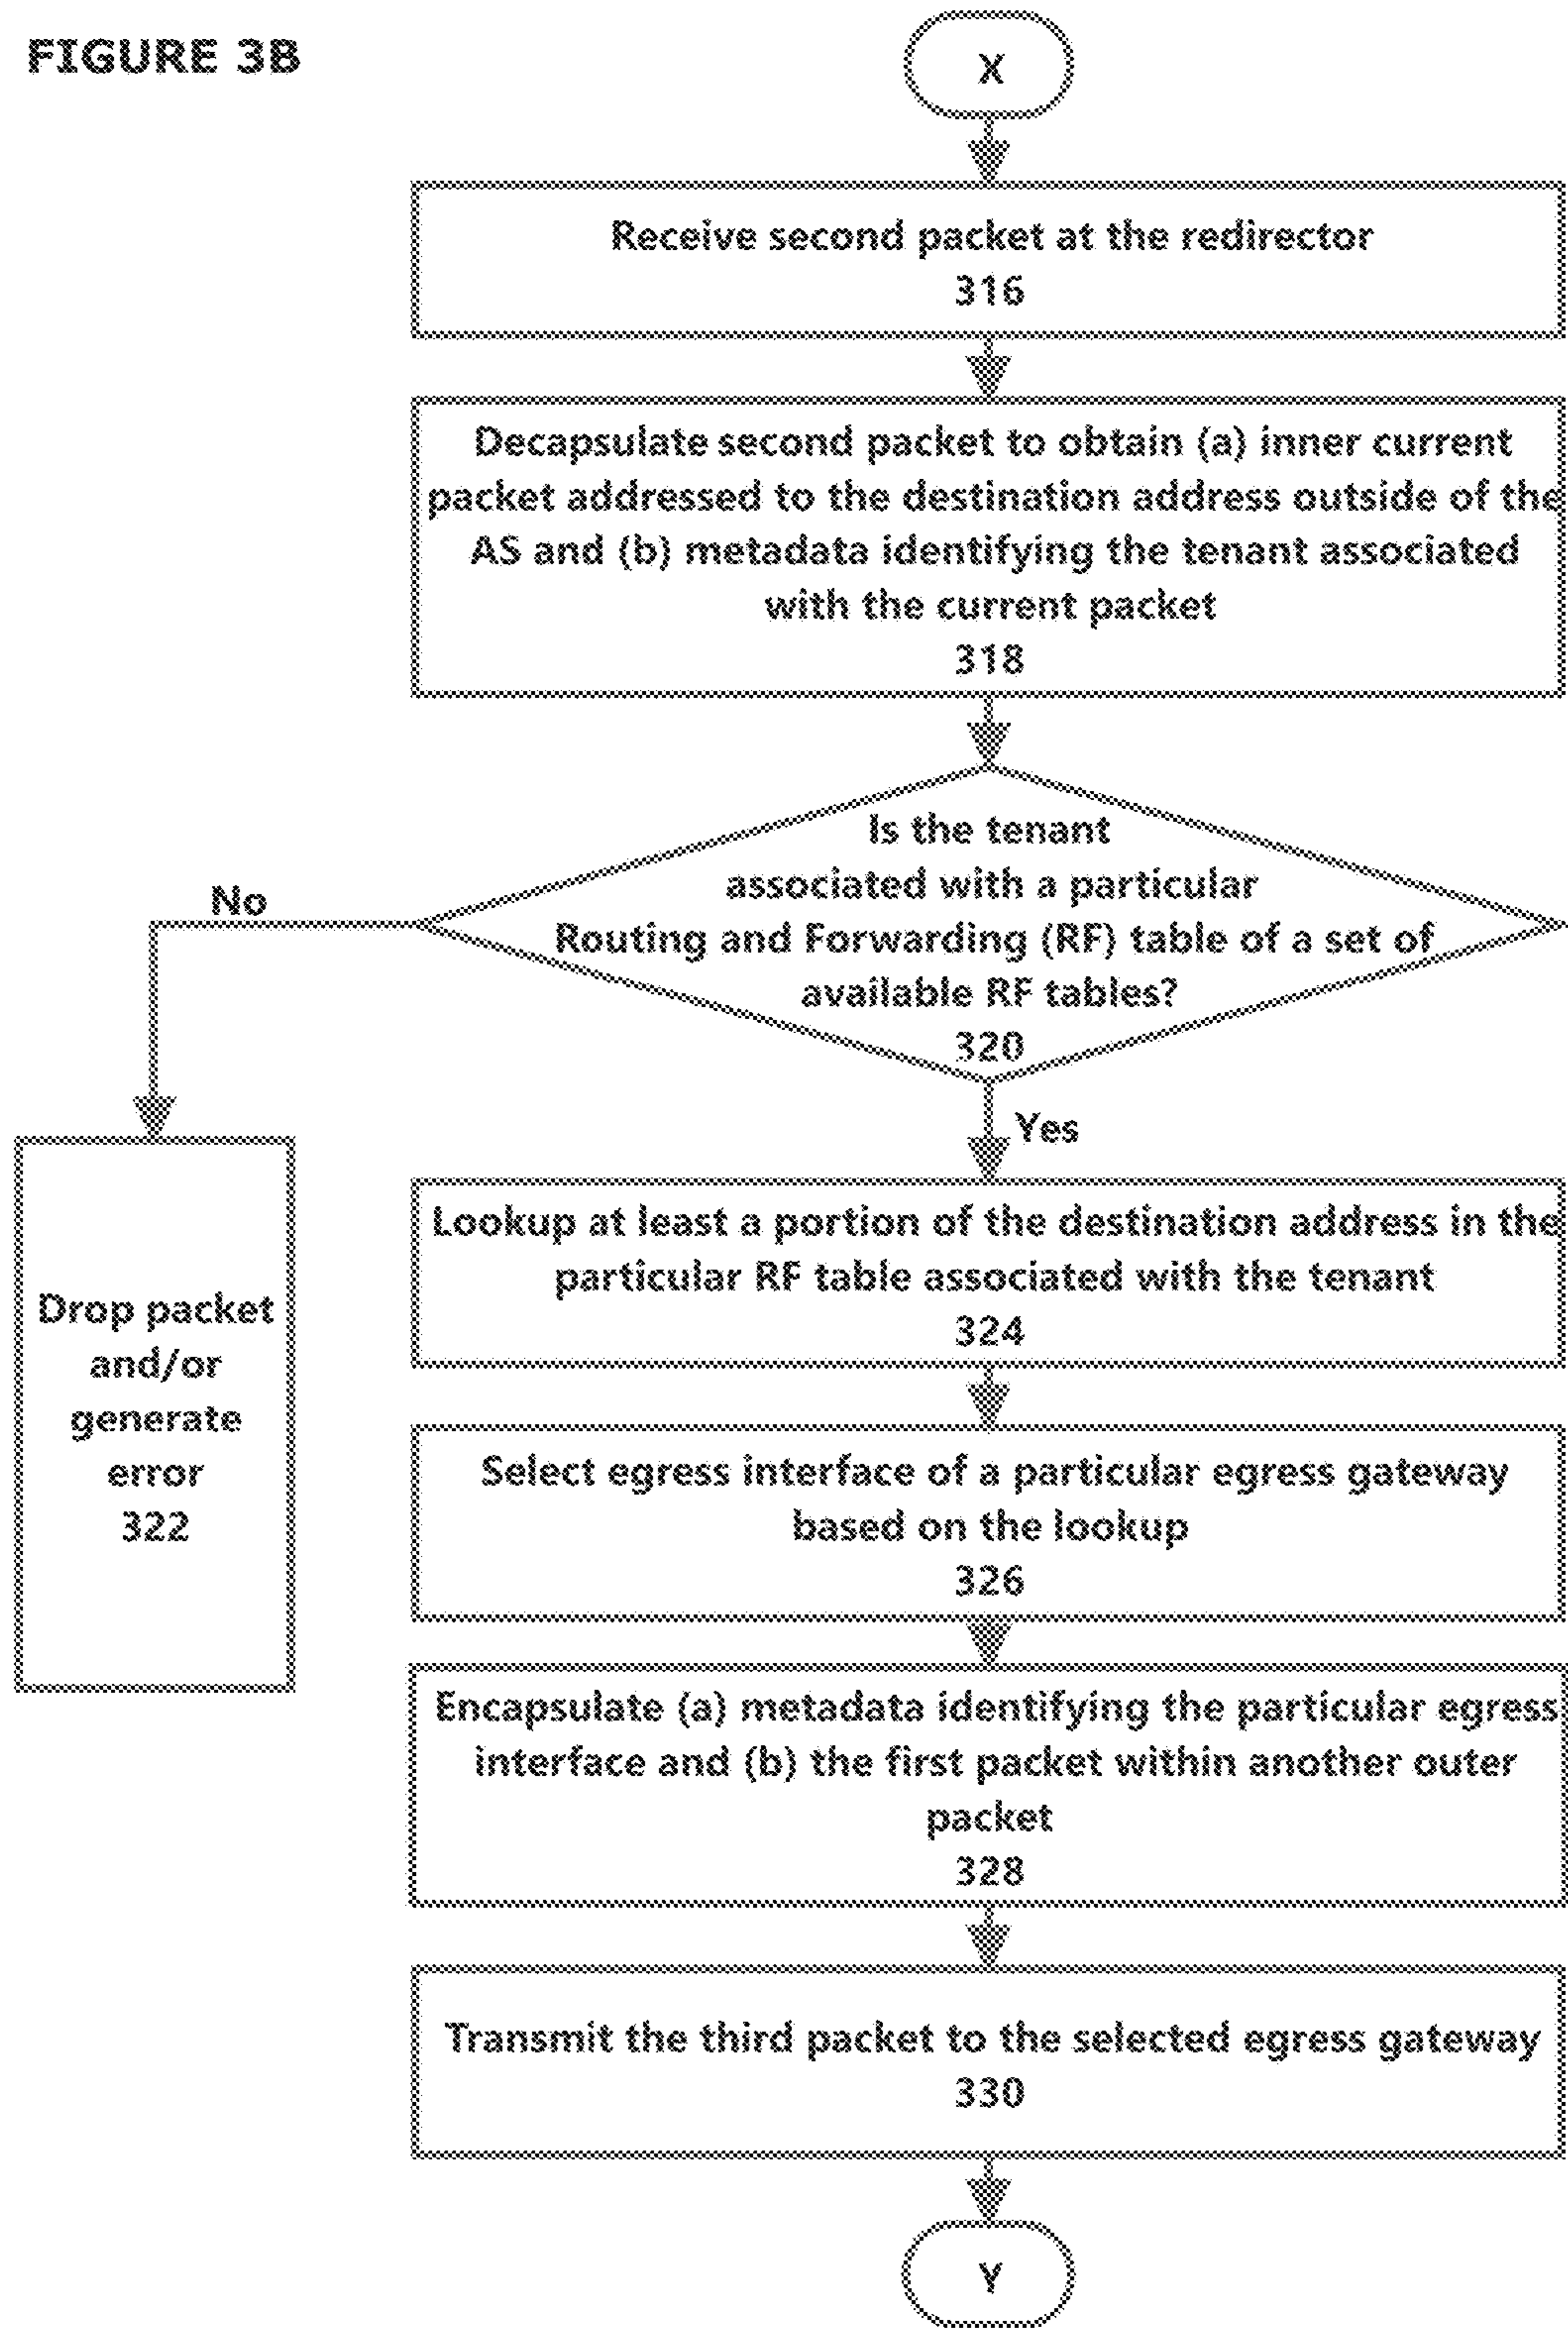 FIGURE 3B
X
Receive second packet at the redirector
316
Decapsulate second packet to obtain (a) inner current
packet addressed to the destination address outside of the
AS and (b) metadata identifying the tenant associated
with the current packet
318
Is the tenant
associated with a particular
Routing and Forwarding (RF) table of a set of
available RF tables?
320
No
Yes
Drop packet
and/or
generate
error
322
Lookup at least a portion of the destination address in the
particular RF table associated with the tenant
324
Select egress interface of a particular egress gateway
based on the lookup
326
Encapsulate (a) metadata identifying the particular egress
interface and (b) the first packet within another outer
packet
328
Transmit the third packet to the selected egress gateway
330
Y